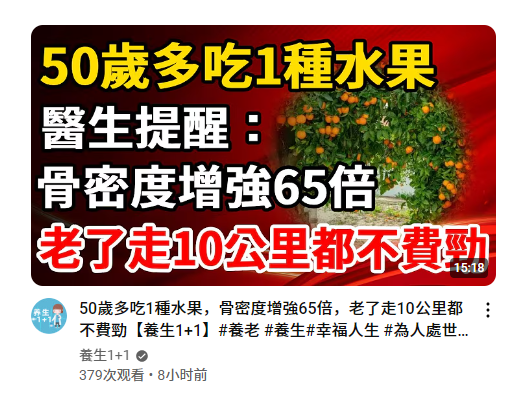 50歲多吃1種水果
醫生提醒：
骨密度增強65倍
老了走10公里都不費勁
15:18
养生
+1+1
50歲多吃1種水果，骨密度增強65倍，老了走10公里都
不費勁【養生1+1】#養老 #養生#幸福人生 #為人處世...
養生1+1
379次观看・8小时前